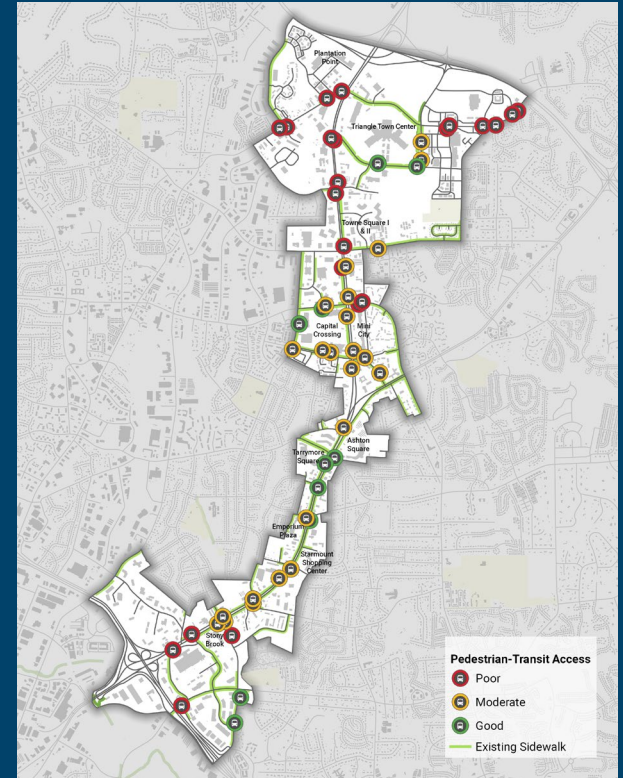 Plantation
Point
Triangle Town Center
Towne Square I
& II
Capital
Crossing
Mini
City
Ashton
Square
Tarrymore
Square
Emporium
Plaza
Starmount
Shopping
Center
Stony
Brook
Pedestrian-Transit Access
Poor
Moderate
Good
Existing Sidewalk